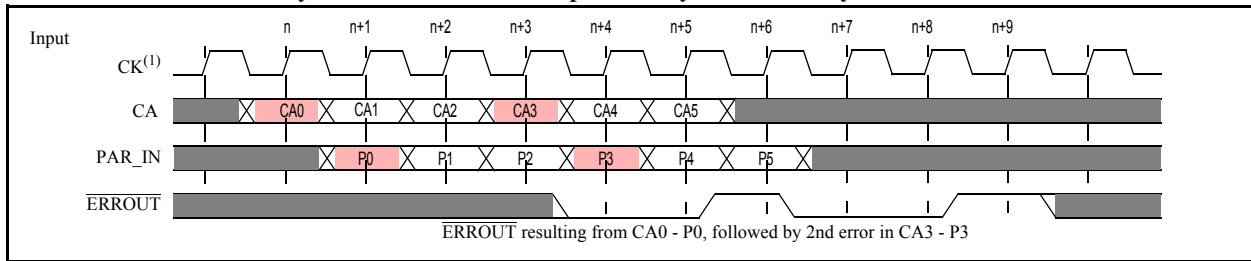 Input
n n+1 n+2 n+3 n+4 n+5 n+6 n+7 n+8 n+9
CK(1)
CA CA0 CA1 CA2 CA3 CA4 CA5
PAR_IN P0 P1 P2 P3 P4 P5
ERROUT
ERROUT resulting from CA0 - P0, followed by 2nd error in CA3 - P3